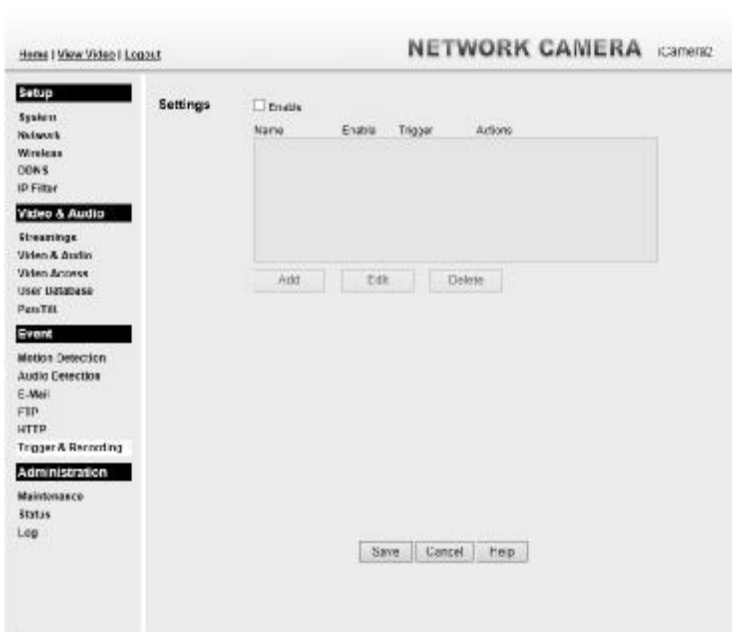 Home | View Video | Logout
NETWORK CAMERA iCamera2
Setup
System
Network
Wireless
DDNS
IP Filter
Video & Audio
Streamings
Video & Audio
Video Access
User Database
Pan/Tilt
Event
Motion Detection
Audio Detection
E-Mail
FTP
HTTP
Trigger & Recording
Administration
Maintenance
Status
Log
Settings
Enable
Name Enable Trigger Actions
Add Edit Delete
Save Cancel Help